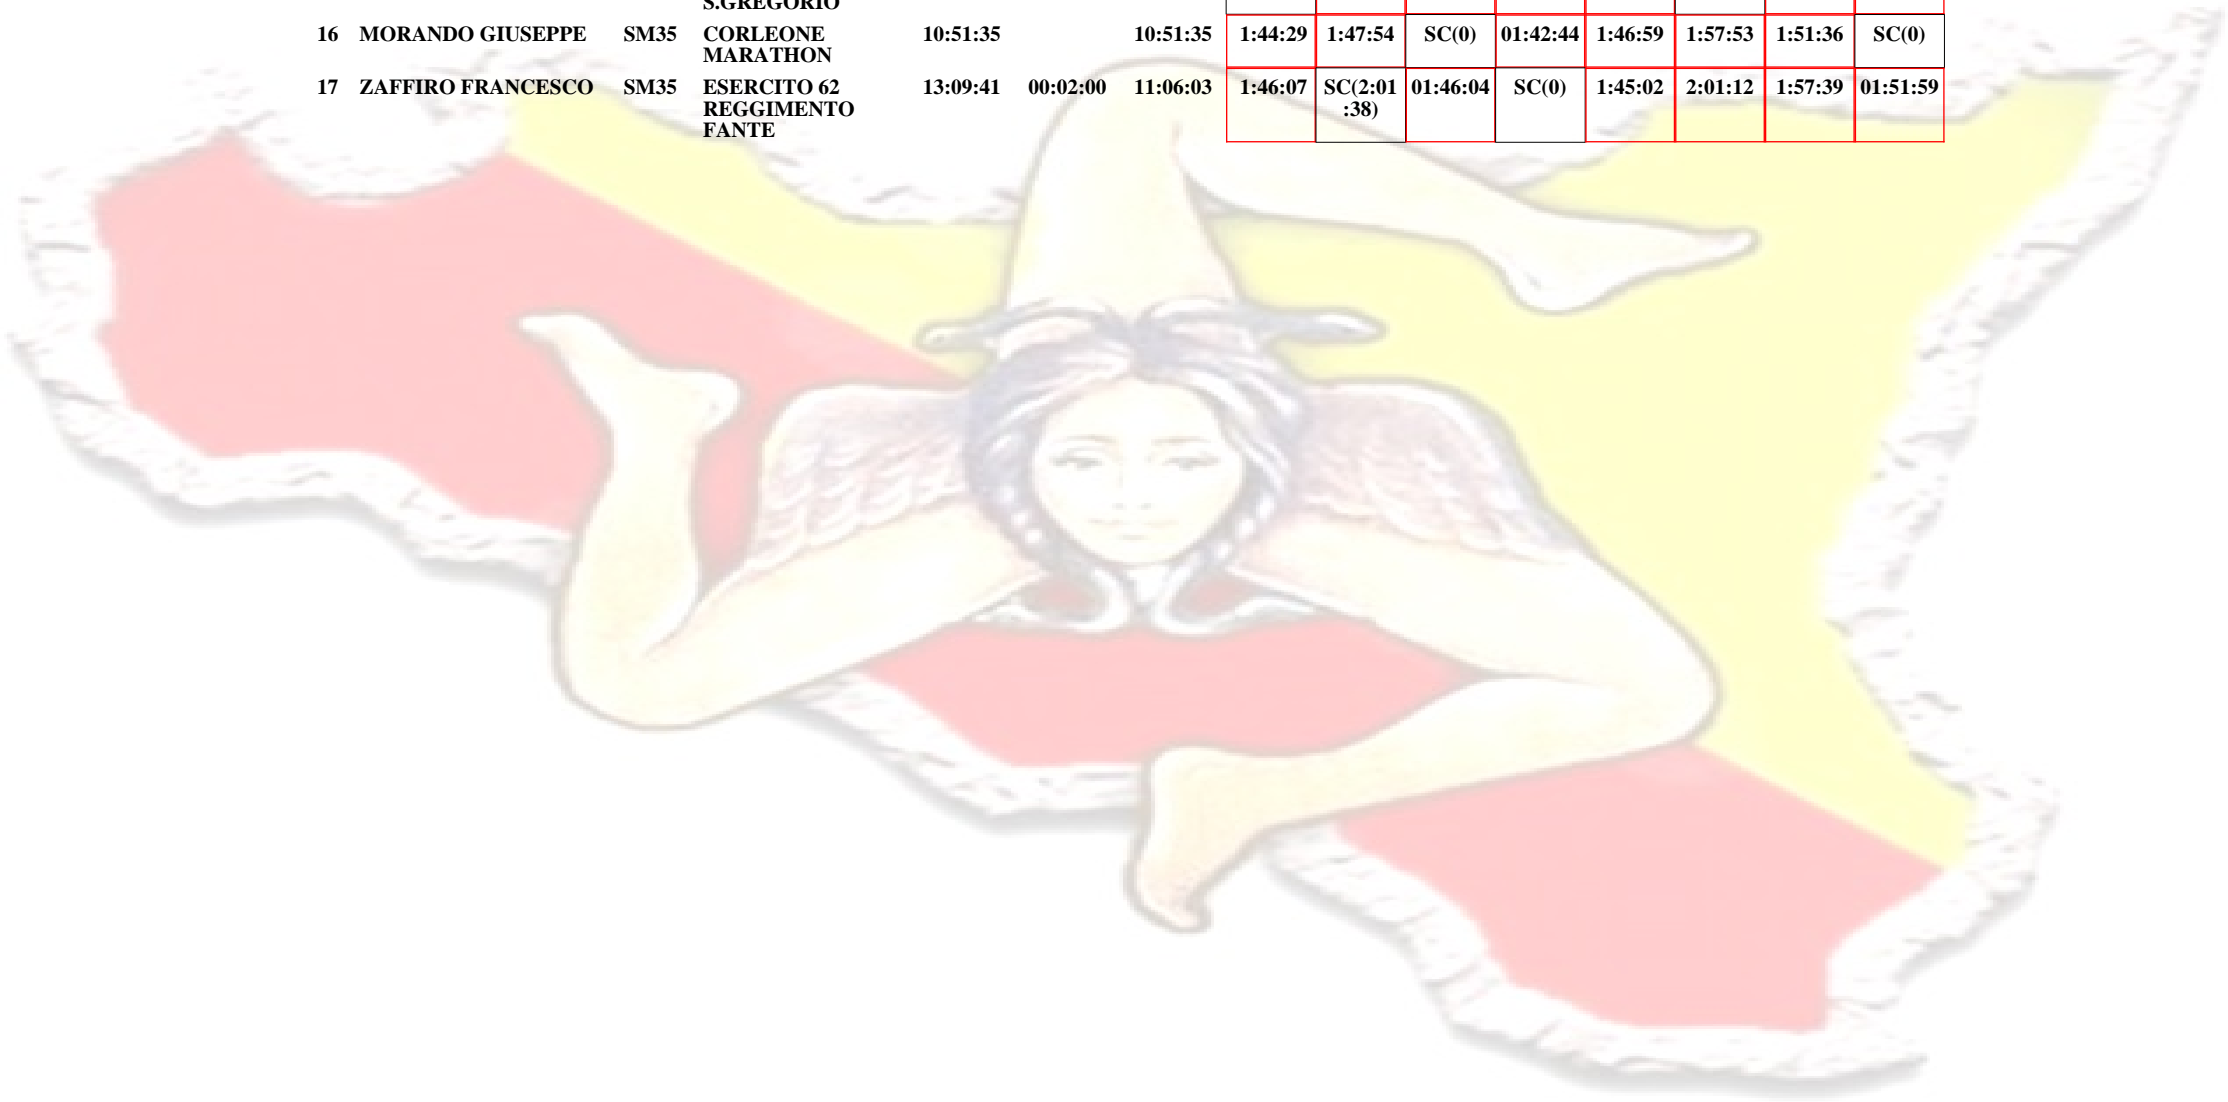 S.GREGORIO
16 MORANDO GIUSEPPE SM35 CORLEONE 10:51:35 10:51:35 1:44:29 1:47:54 SC(0) 01:42:44 1:46:59 1:57:53 1:51:36 SC(0)
MARATHON
17 ZAFFIRO FRANCESCO SM35 ESERCITO 62 13:09:41 00:02:00 11:06:03 1:46:07 SC(2:01 01:46:04 SC(0) 1:45:02 2:01:12 1:57:39 01:51:59
REGGIMENTO :38)
FANTE